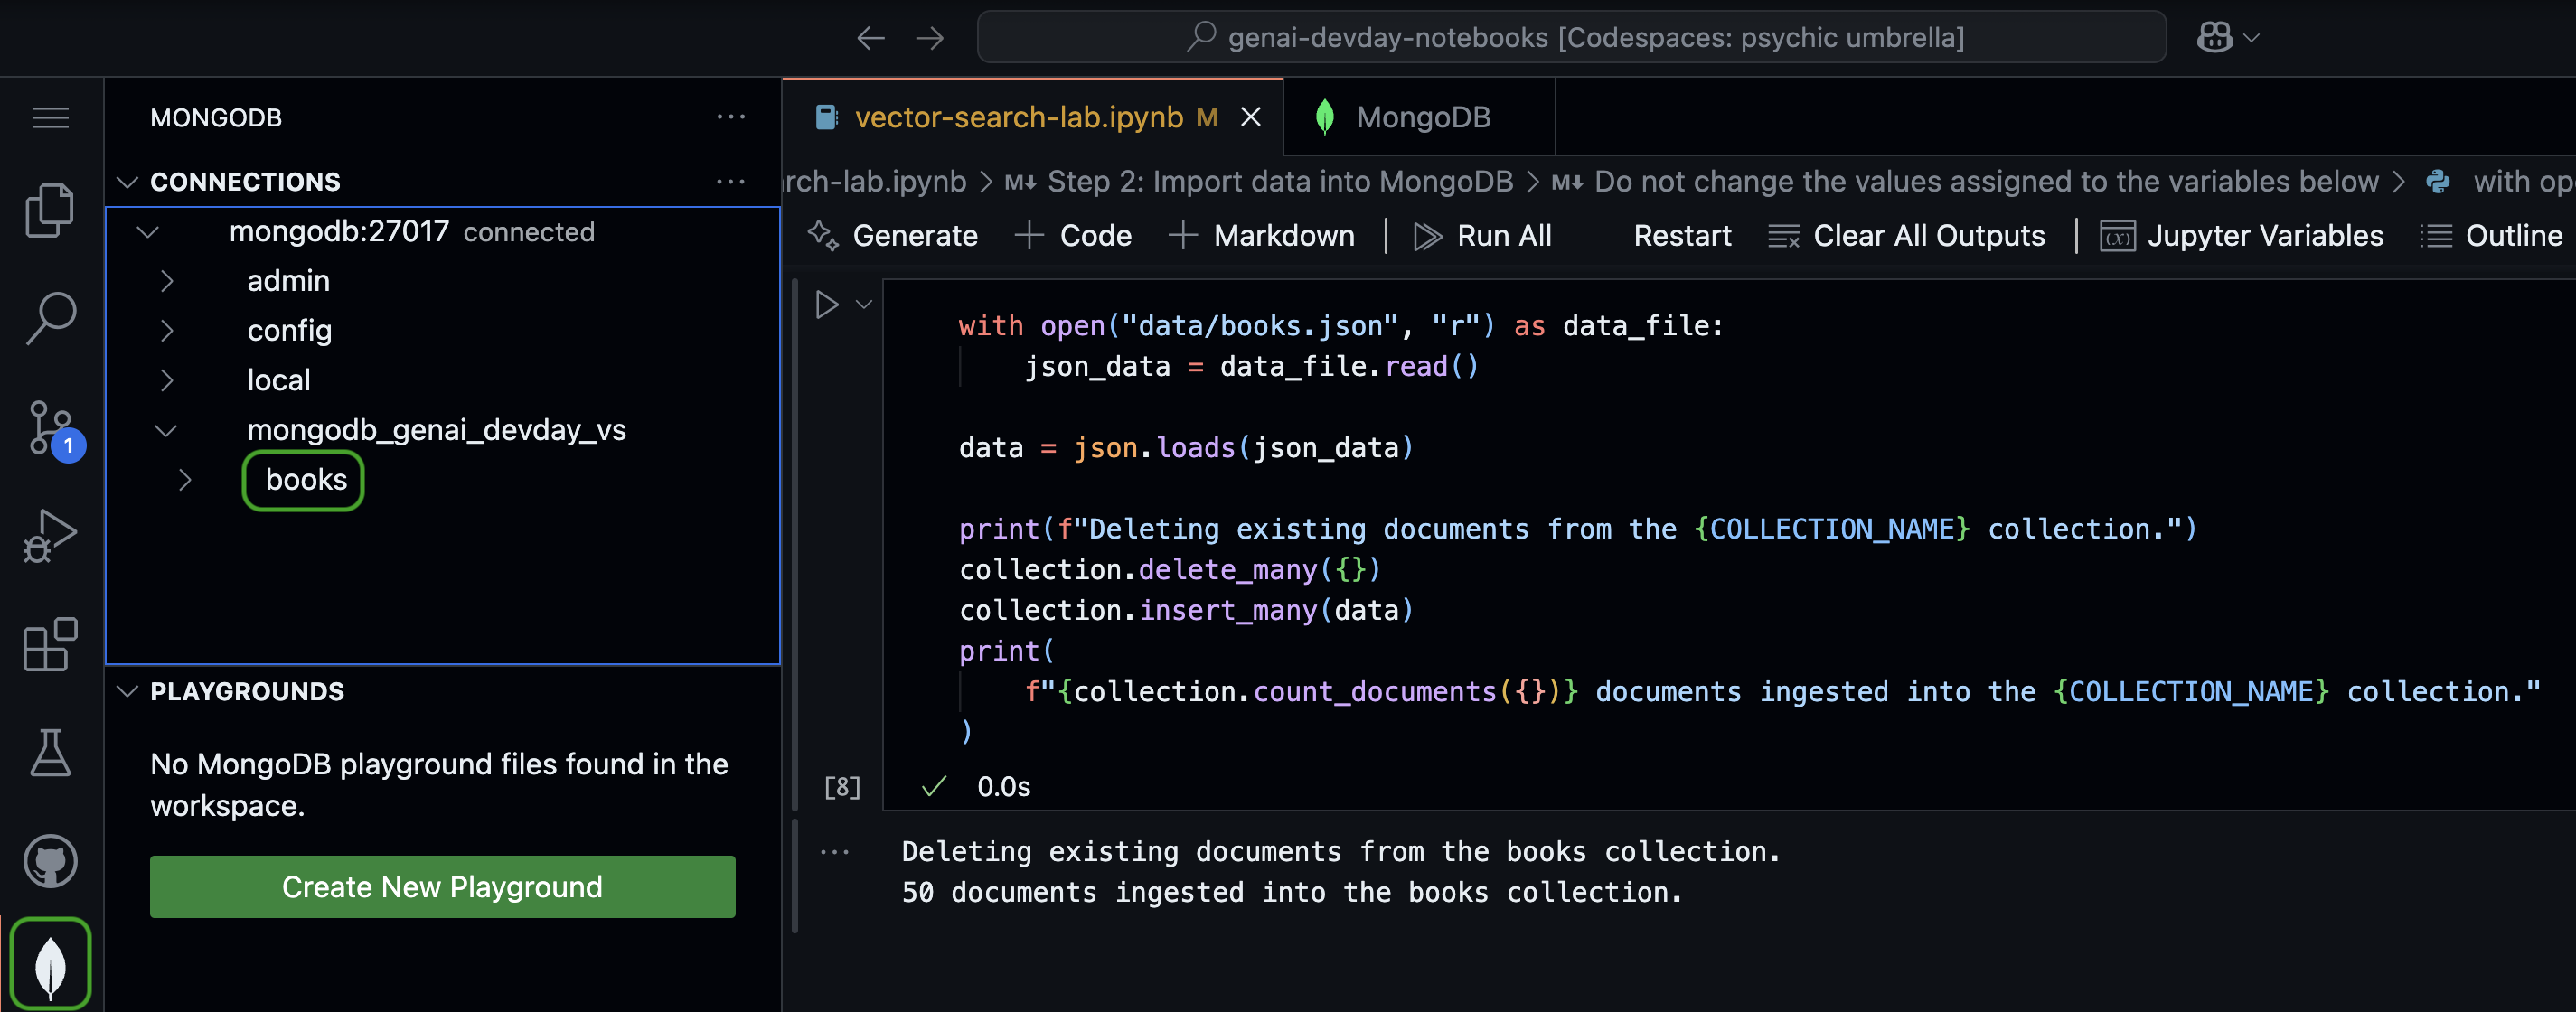 genai-devday-notebooks [Codespaces: psychic umbrella]
MONGODB
CONNECTIONS
mongodb:27017 connected
admin
config
local
mongodb_genai_devday_vs
books
1
PLAYGROUNDS
No MongoDB playground files found in the
workspace.
Create New Playground
vector-search-lab.ipynb M
MongoDB
rch-lab.ipynb > M↓ Step 2: Import data into MongoDB > M↓ Do not change the values assigned to the variables below > with op
Generate + Code + Markdown | Run All Restart Clear All Outputs | (x) Jupyter Variables Outline
with open("data/books.json", "r") as data_file:
json_data = data_file.read()
data = json.loads(json_data)
print(f"Deleting existing documents from the {COLLECTION_NAME} collection.")
collection.delete_many({})
collection.insert_many(data)
print(
f"{collection.count_documents({})} documents ingested into the {COLLECTION_NAME} collection."
)
[8] 0.0s
Deleting existing documents from the books collection.
50 documents ingested into the books collection.